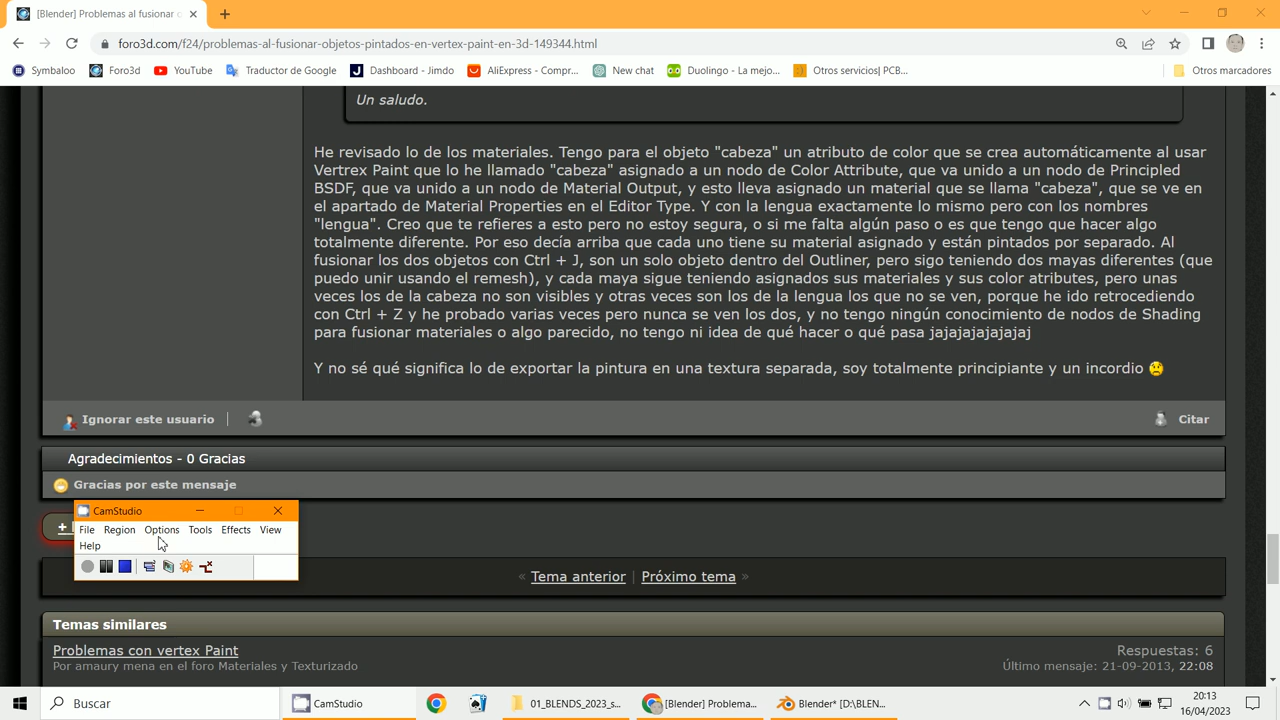 [Blender] Problemas al fusionar o
foro3d.com/f24/problemas-al-fusionar-objetos-pintados-en-vertex-paint-en-3d-149344.html
Symbaloo Foro3d YouTube Traductor de Google Dashboard - Jimdo AliExpress - Compr... New chat Duolingo - La mejo... Otros servicios| PCB... Otros marcadores
Un saludo.
He revisado lo de los materiales. Tengo para el objeto "cabeza" un atributo de color que se crea automáticamente al usar
Vertrex Paint que lo he llamado "cabeza" asignado a un nodo de Color Attribute, que va unido a un nodo de Principled
BSDF, que va unido a un nodo de Material Output, y esto lleva asignado un material que se llama "cabeza", que se ve en
el apartado de Material Properties en el Editor Type. Y con la lengua exactamente lo mismo pero con los nombres
"lengua". Creo que te refieres a esto pero no estoy segura, o si me falta algún paso o es que tengo que hacer algo
totalmente diferente. Por eso decía arriba que cada uno tiene su material asignado y están pintados por separado. Al
fusionar los dos objetos con Ctrl + J, son un solo objeto dentro del Outliner, pero sigo teniendo dos mayas diferentes (que
puedo unir usando el remesh), y cada maya sigue teniendo asignados sus materiales y sus color atributes, pero unas
veces los de la cabeza no son visibles y otras veces son los de la lengua los que no se ven, porque he ido retrocediendo
con Ctrl + Z y he probado varias veces pero nunca se ven los dos, y no tengo ningún conocimiento de nodos de Shading
para fusionar materiales o algo parecido, no tengo ni idea de qué hacer o qué pasa jajajajajajajaj
Y no sé qué significa lo de exportar la pintura en una textura separada, soy totalmente principiante y un incordio
Ignorar este usuario Citar
Agradecimientos - 0 Gracias
Gracias por este mensaje
CamStudio
File Region Options Tools Effects View
Help
« Tema anterior | Próximo tema »
Temas similares
Problemas con vertex Paint Respuestas: 6
Por amaury mena en el foro Materiales y Texturizado Último mensaje: 21-09-2013, 22:08
Buscar CamStudio 01_BLENDS_2023_s... [Blender] Problema... Blender* [D:\BLEN...
20:13
16/04/2023